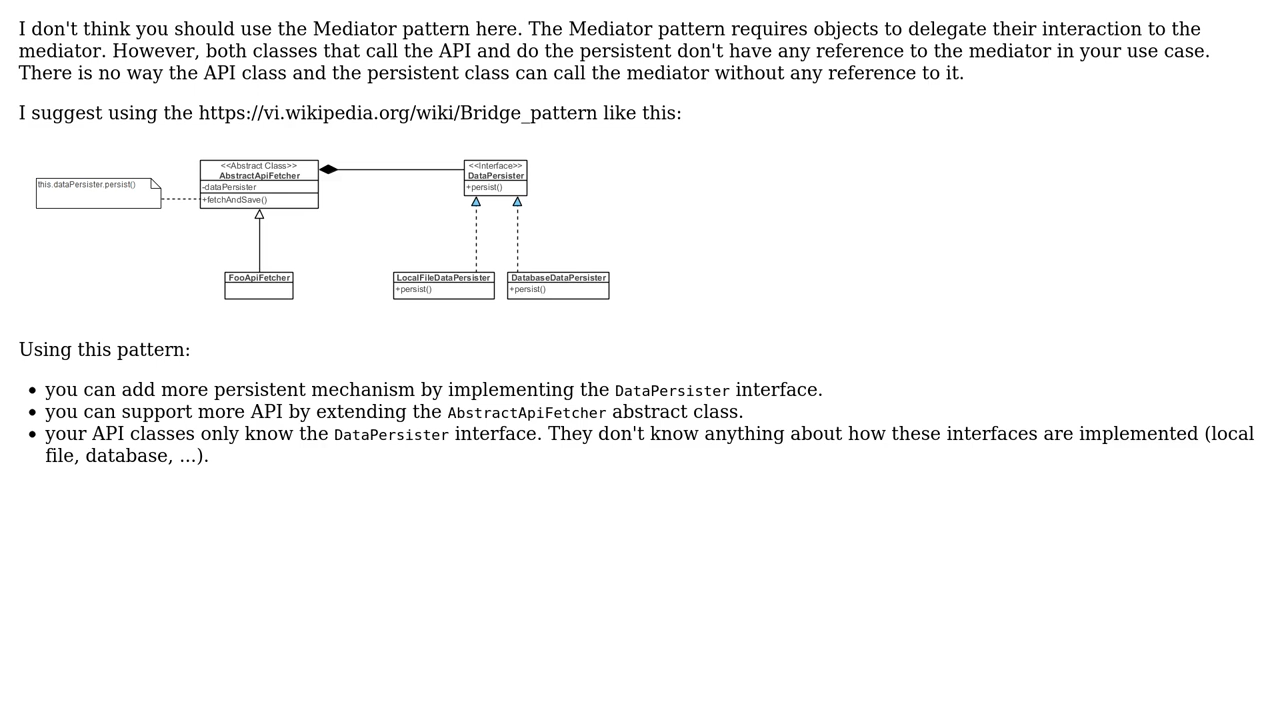 I don't think you should use the Mediator pattern here. The Mediator pattern requires objects to delegate their interaction to the
mediator. However, both classes that call the API and do the persistent don't have any reference to the mediator in your use case.
There is no way the API class and the persistent class can call the mediator without any reference to it.
I suggest using the https://vi.wikipedia.org/wiki/Bridge_pattern like this:
this.dataPersister.persist()
<<Abstract Class>>
AbstractApiFetcher
-dataPersister
+fetchAndSave()
<<Interface>>
DataPersister
+persist()
FooApiFetcher
LocalFileDataPersister
+persist()
DatabaseDataPersister
+persist()
Using this pattern:
• you can add more persistent mechanism by implementing the DataPersister interface.
• you can support more API by extending the AbstractApiFetcher abstract class.
• your API classes only know the DataPersister interface. They don't know anything about how these interfaces are implemented (local
file, database, ...).